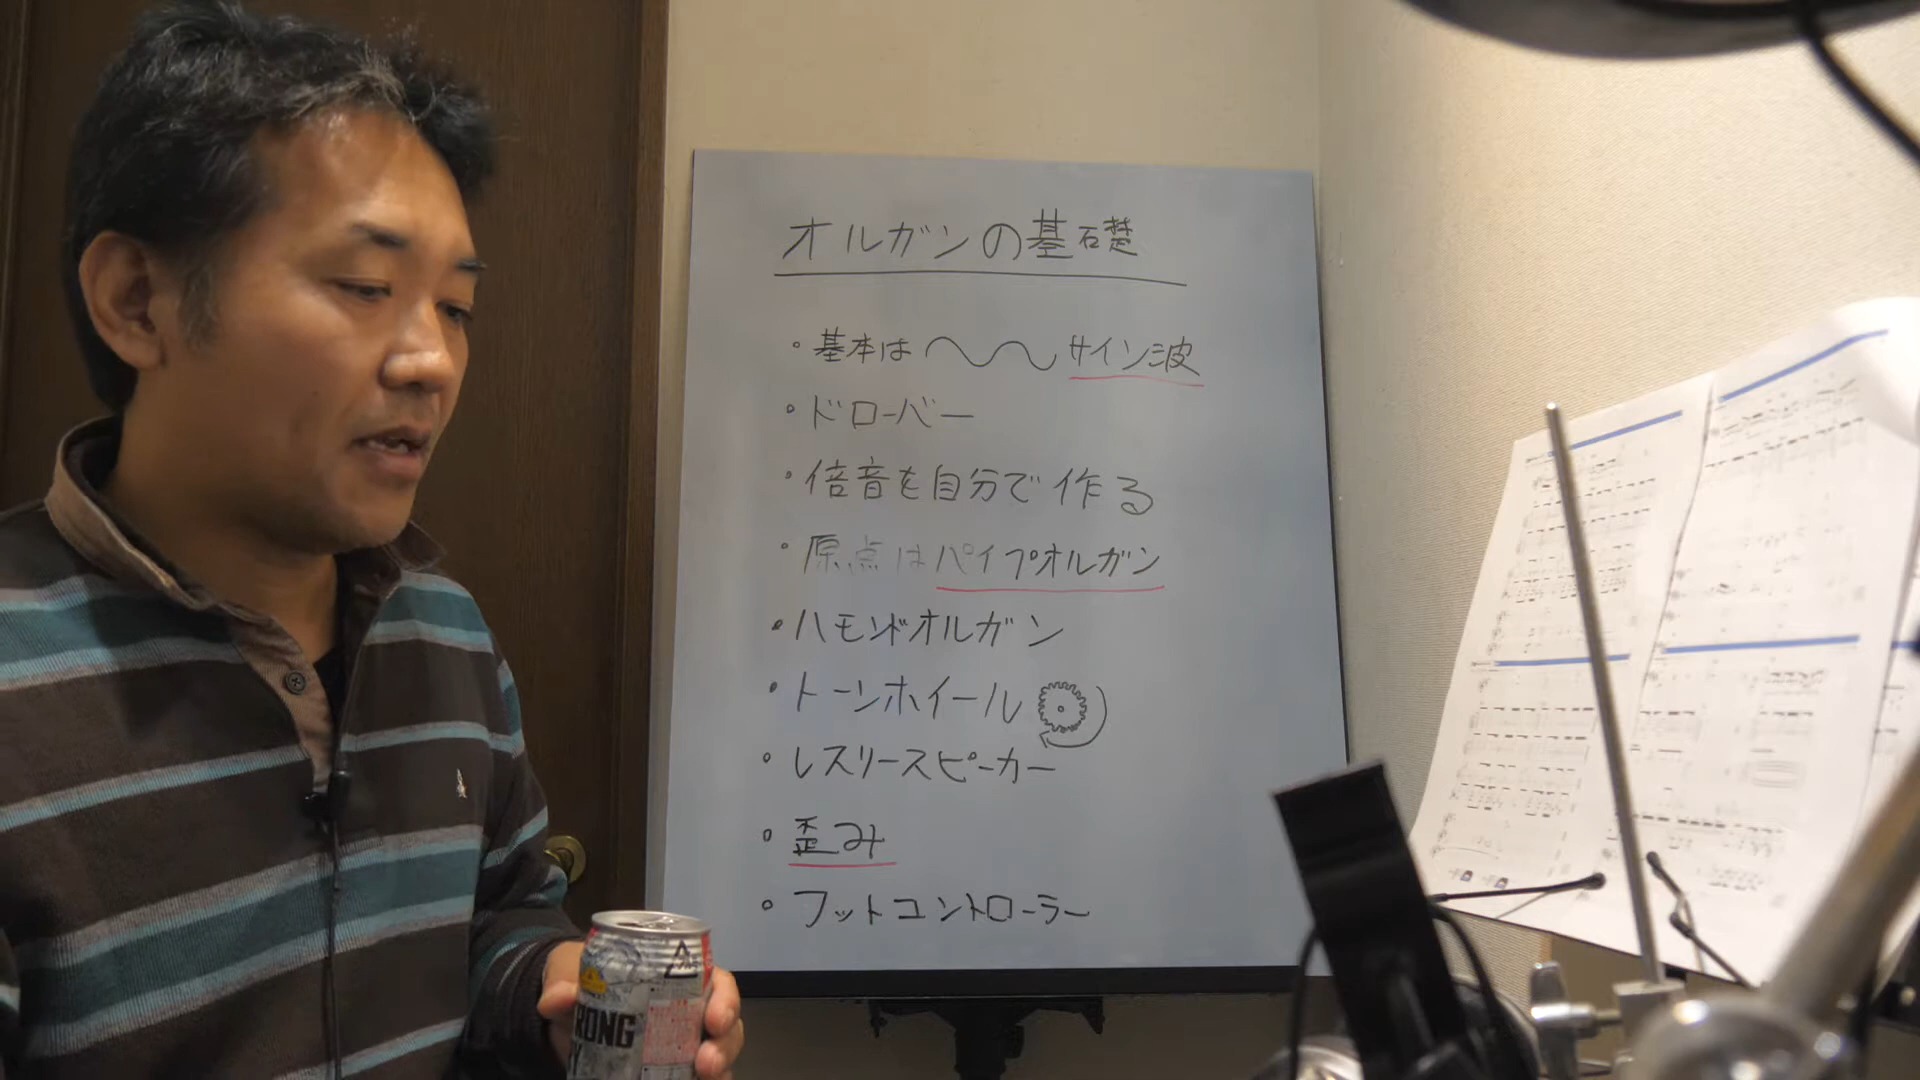 オルガンの基礎
・基本は サイン波
・ドローバー
・倍音を自分で作る
・原点はパイプオルガン
・ハモンドオルガン
・トーンホイール
・レスリースピーカー
・歪み
・フットコントローラー
RONG